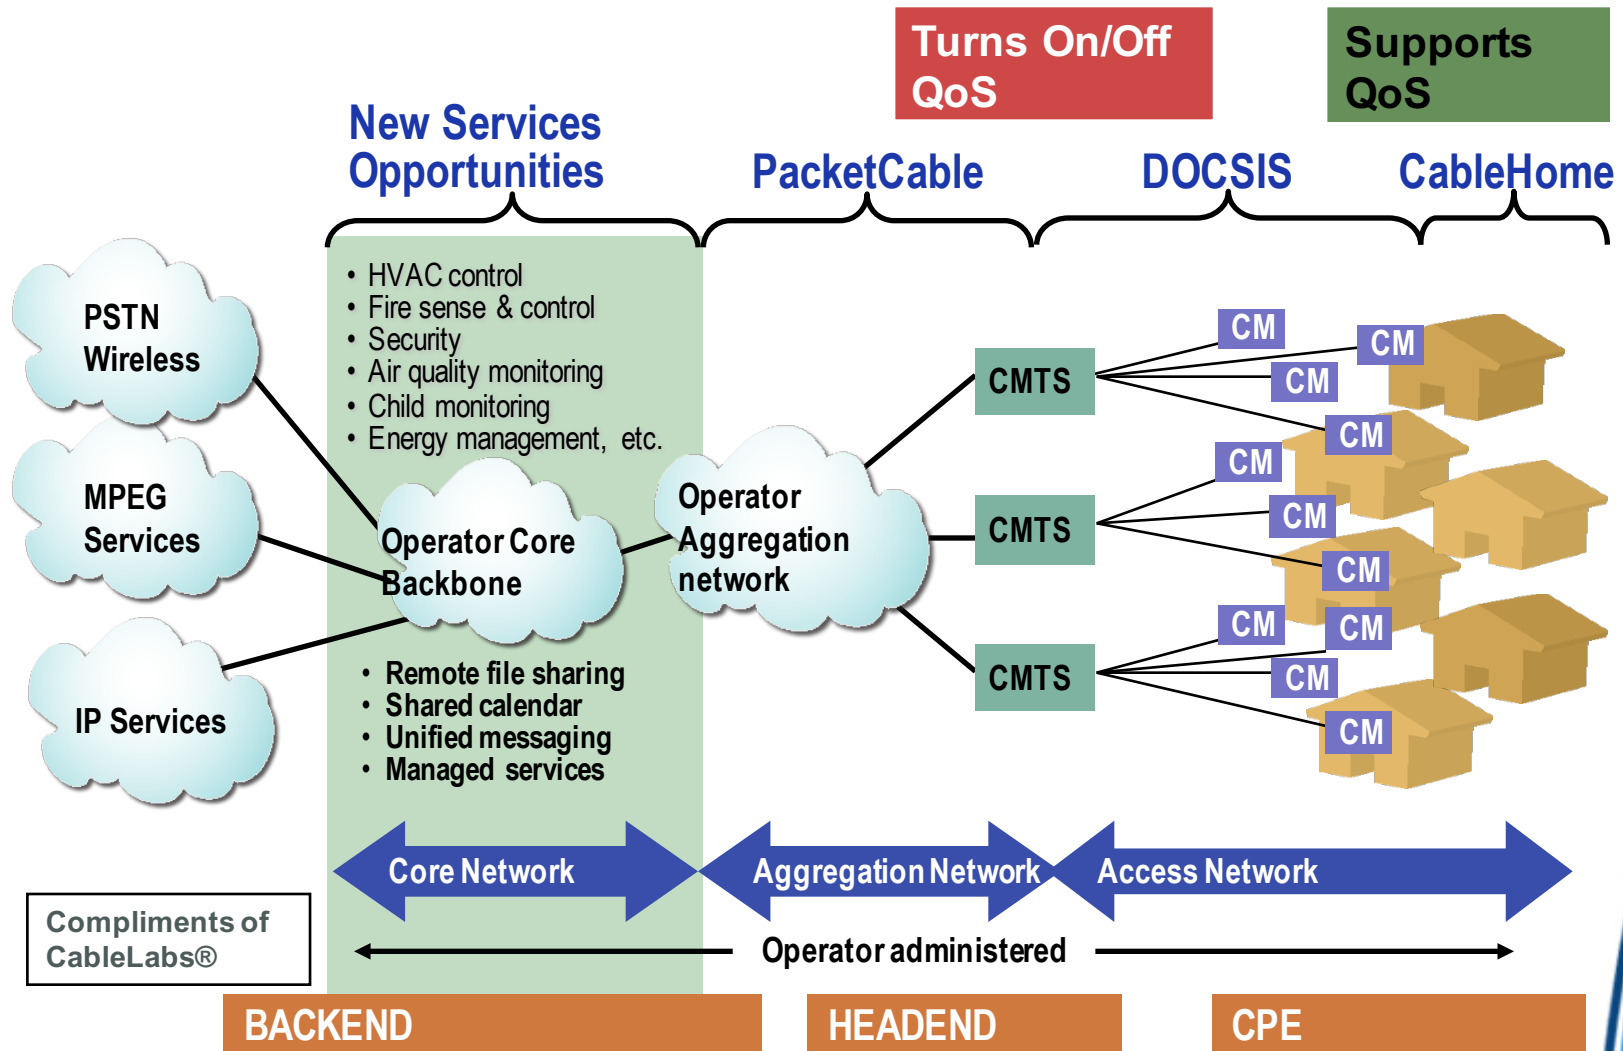 Turns On/Off
QoS
Supports
QoS
New Services
Opportunities
PacketCable
DOCSIS
CableHome
• HVAC control
• Fire sense & control
• Security
• Air quality monitoring
• Child monitoring
• Energy management, etc.
PSTN
Wireless
MPEG
Services
IP Services
Operator Core
Backbone
Operator
Aggregation
network
• Remote file sharing
• Shared calendar
• Unified messaging
• Managed services
CMTS
CMTS
CMTS
CM
CM
CM
CM
CM
CM
CM
CM
CM
CM
CM
Core Network
Aggregation Network
Access Network
Compliments of
CableLabs®
Operator administered
BACKEND
HEADEND
CPE